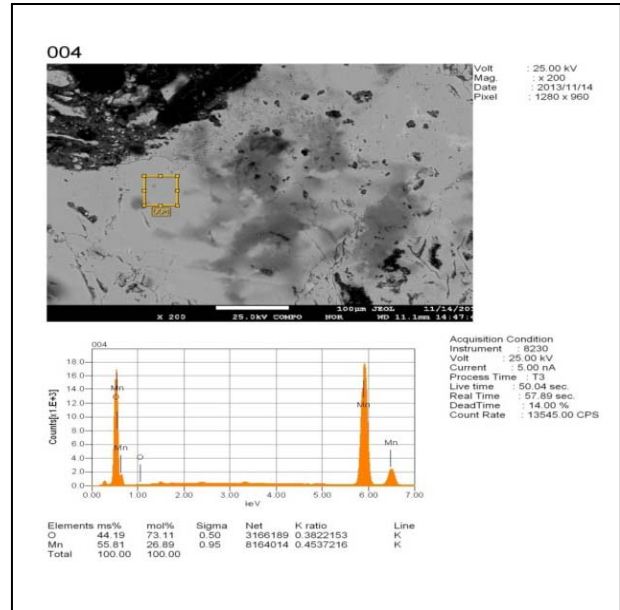 004
Volt : 25.00 kV
Mag. : x 200
Date : 2013/11/14
Pixel : 1280 x 960
004
100µm JEOL 11/14/20
X 200 25.0kV COMPO NOR WD 11.1mm 14:47:4
004
Acquisition Condition
Instrument : 8230
Volt : 25.00 kV
Current : 5.00 nA
Process Time : T3
Live time : 50.04 sec.
Real Time : 57.89 sec.
DeadTime : 14.00 %
Count Rate : 13545.00 CPS
Counts[x1.E+3]
18.0
16.0
14.0
12.0
10.0
8.0
6.0
4.0
2.0
0.0
Mn
O
Mn
O
Mn
Mn
0.00 1.00 2.00 3.00 4.00 5.00 6.00 7.00
keV
Elements ms% mol% Sigma Net K ratio Line
O 44.19 73.11 0.50 3166189 0.3822153 K
Mn 55.81 26.89 0.95 8164014 0.4537216 K
Total 100.00 100.00